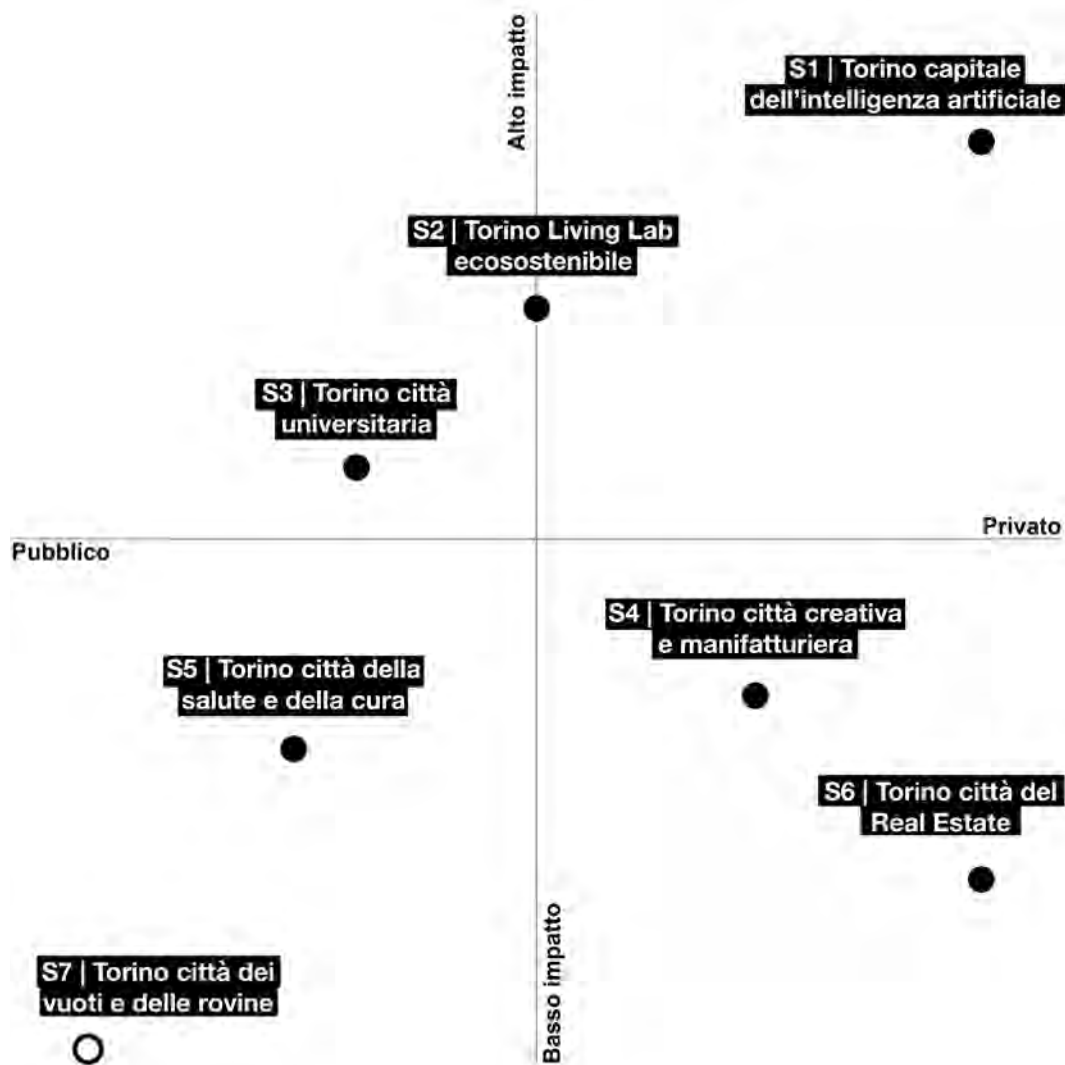 Alto impatto
S1 | Torino capitale
dell'intelligenza artificiale
S2 | Torino Living Lab
ecosostenibile
S3 | Torino città
universitaria
Privato
Pubblico
S4 | Torino città creativa
e manifatturiera
S5 | Torino città della
salute e della cura
S6 | Torino città del
Real Estate
Basso impatto
S7 | Torino città dei
vuoti e delle rovine